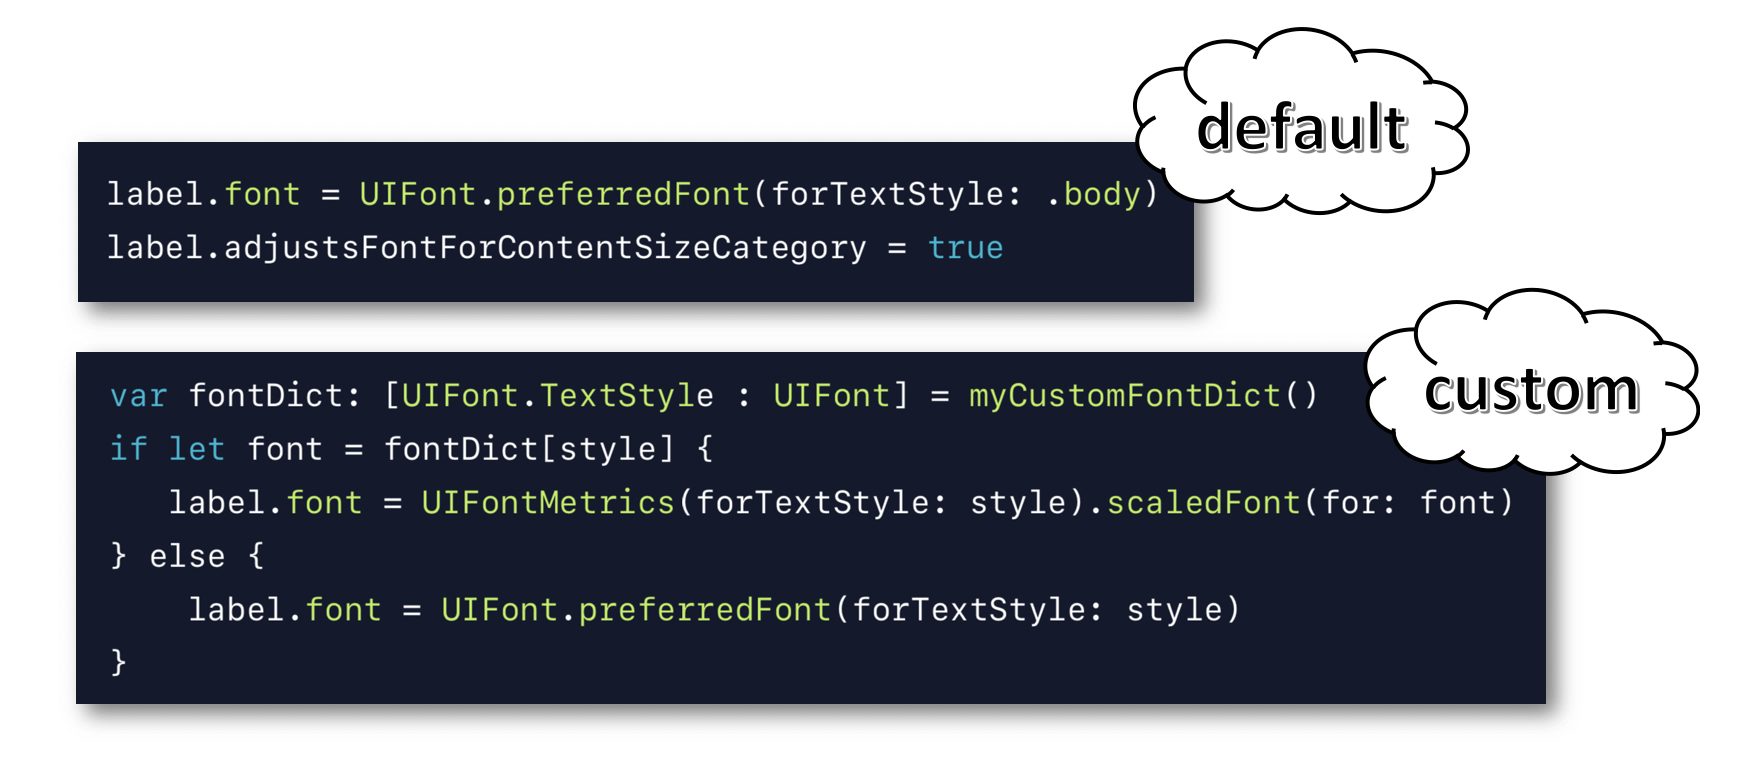 default
label.font = UIFont.preferredFont(forTextStyle: .body)
label.adjustsFontForContentSizeCategory = true
custom
var fontDict: [UIFont.TextStyle : UIFont] = myCustomFontDict()
if let font = fontDict[style] {
   label.font = UIFontMetrics(forTextStyle: style).scaledFont(for: font)
} else {
    label.font = UIFont.preferredFont(forTextStyle: style)
}